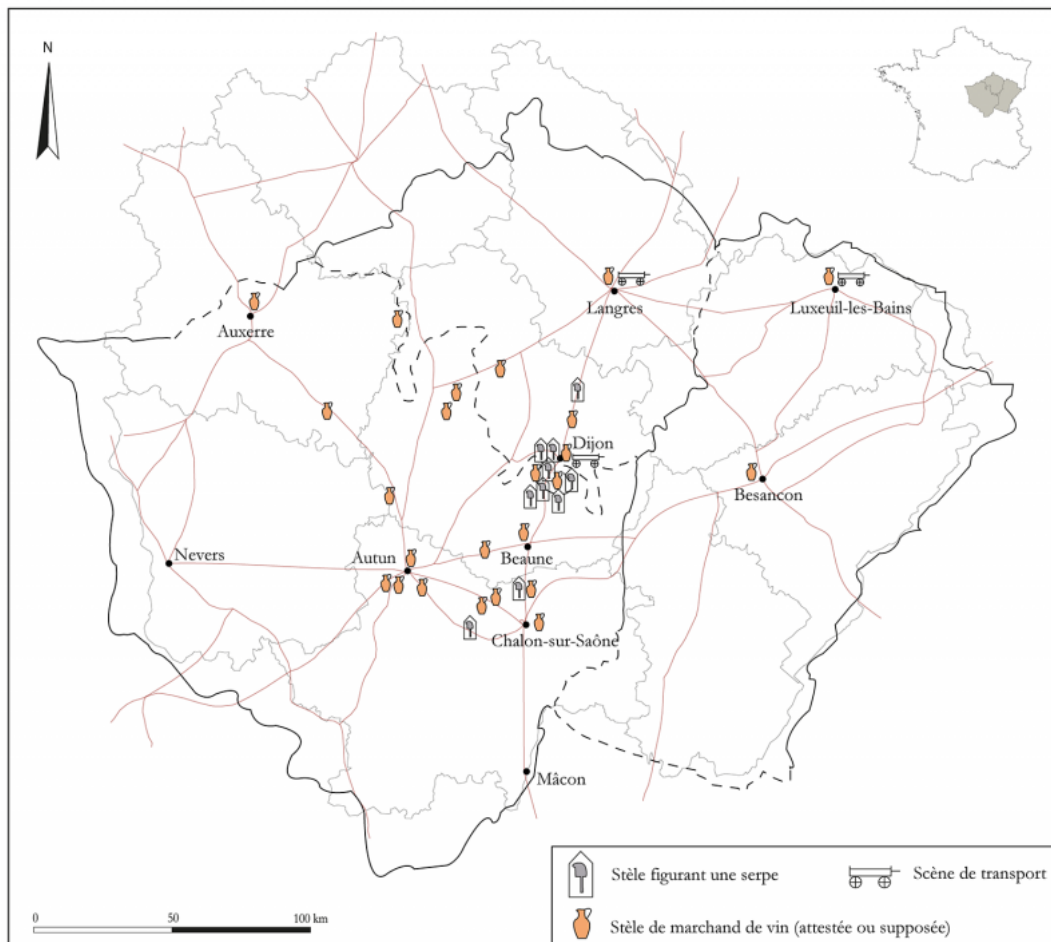 N
Langres
Luxeuil-les-Bains
Auxerre
Dijon
Besancon
Nevers
Autun
Beaune
Chalon-sur-Saône
Mâcon
Stèle figurant une serpe
Scène de transport
Stèle de marchand de vin (attestée ou supposée)
0 50 100 km